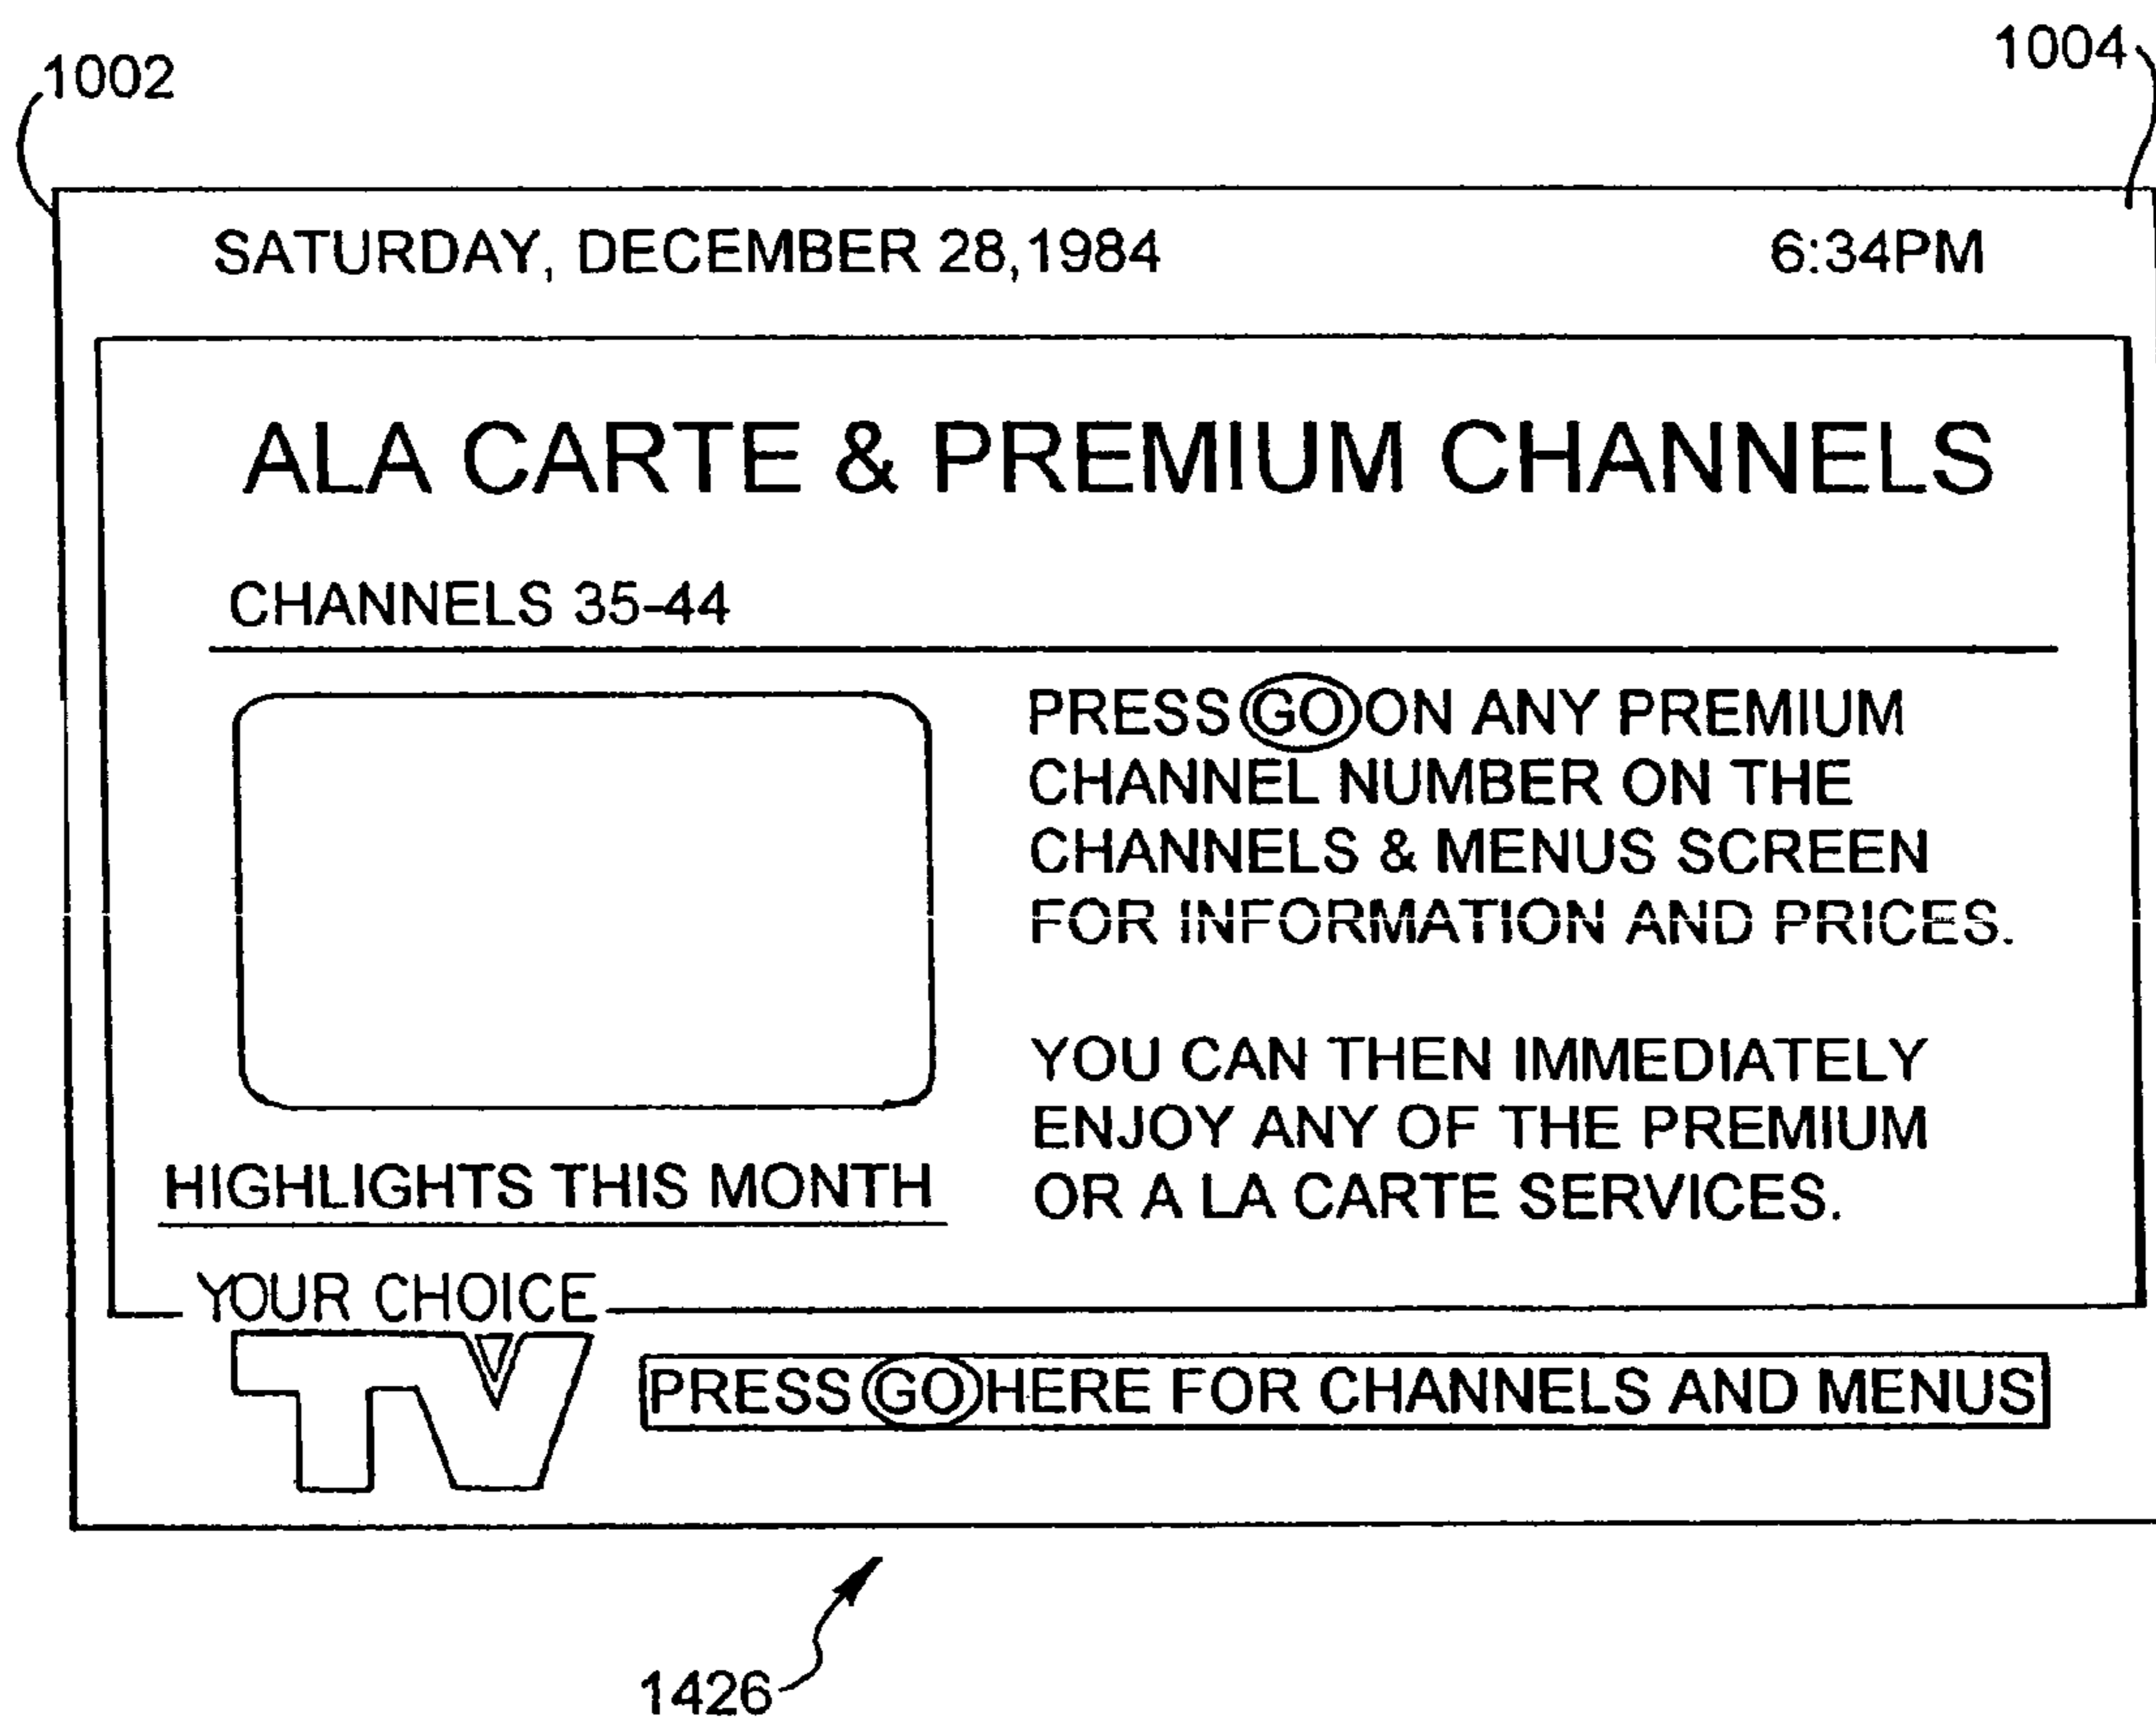 1002
1004
SATURDAY, DECEMBER 28,1984 6:34PM
ALA CARTE & PREMIUM CHANNELS
CHANNELS 35-44
PRESS GO ON ANY PREMIUM
CHANNEL NUMBER ON THE
CHANNELS & MENUS SCREEN
FOR INFORMATION AND PRICES.
YOU CAN THEN IMMEDIATELY
ENJOY ANY OF THE PREMIUM
OR A LA CARTE SERVICES.
HIGHLIGHTS THIS MONTH
YOUR CHOICE
TV
PRESS GO HERE FOR CHANNELS AND MENUS
1426